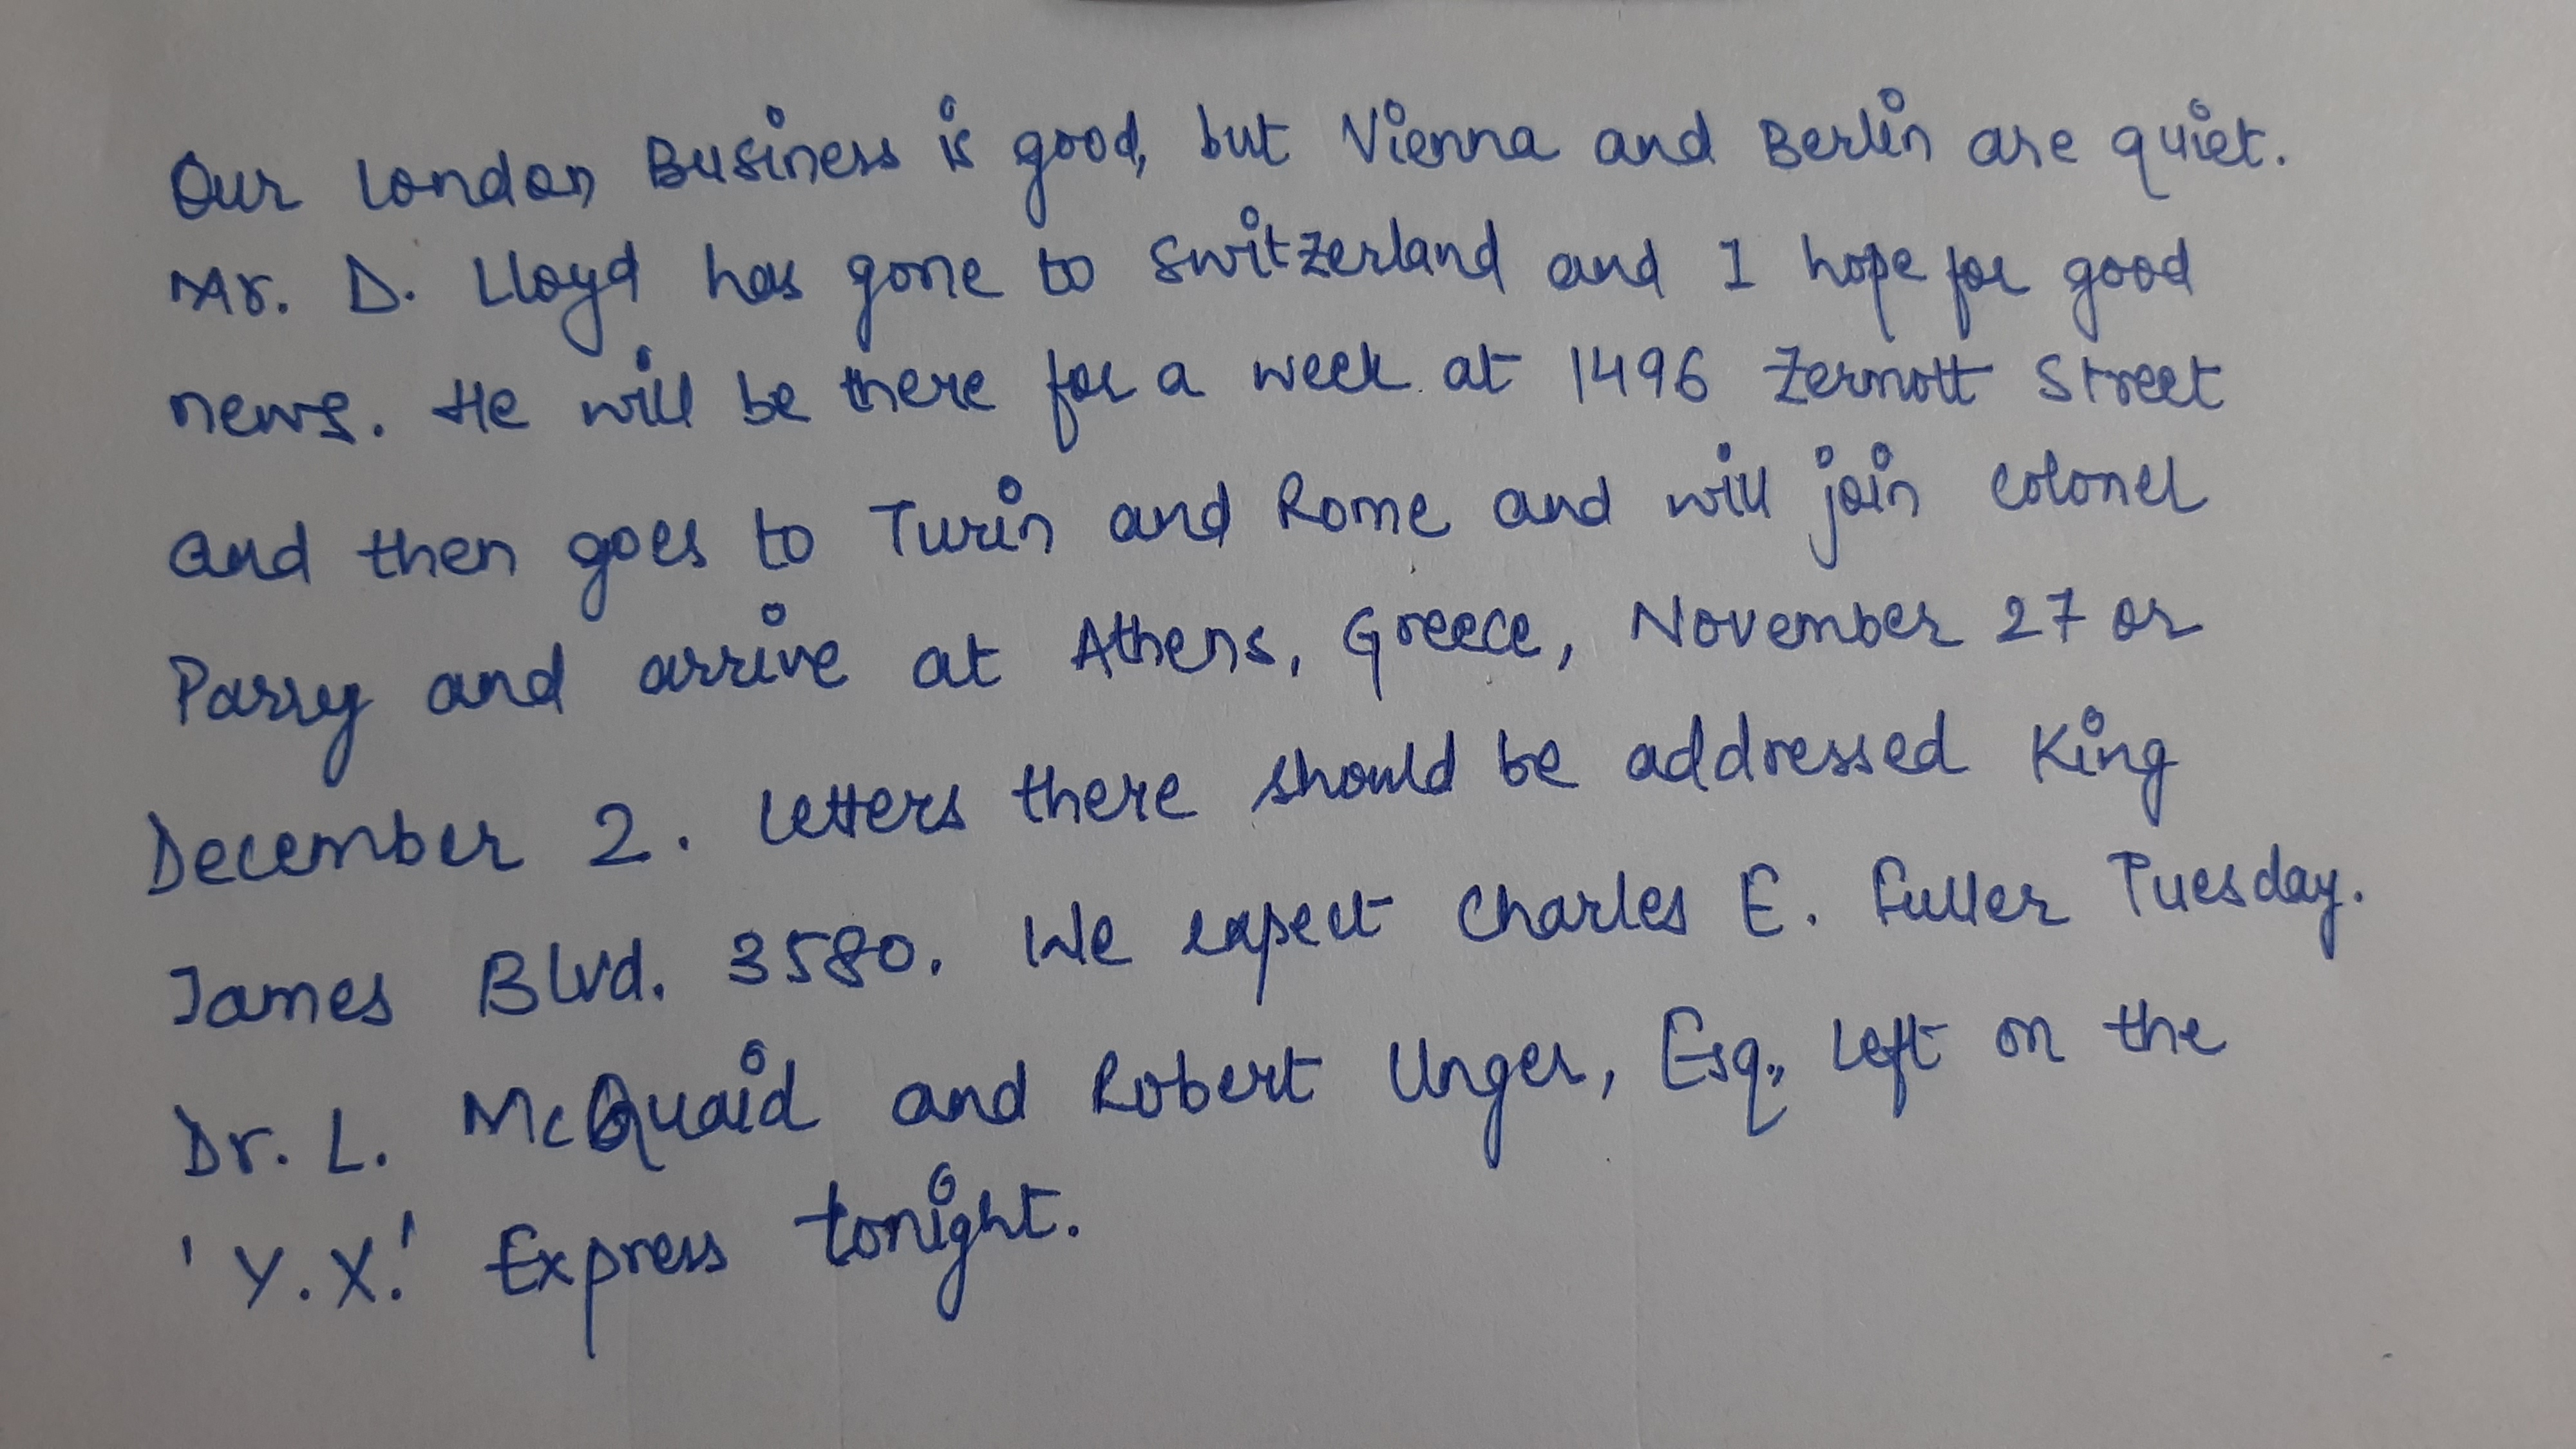 Our London Business is good, but Vienna and Berlin are quiet.
Mr. D. Lloyd has gone to Switzerland and I hope for good
news. He will be there for a week at 1496 Zermott Street
and then goes to Turin and Rome and will join Colonel
Parry and arrive at Athens, Greece, November 27 or
December 2. Letters there should be addressed King
James Blvd. 3580. We expect Charles E. Fuller Tuesday.
Dr. L. McQuaid and Robert Unger, Esq., left on the
'Y.X.' Express tonight.